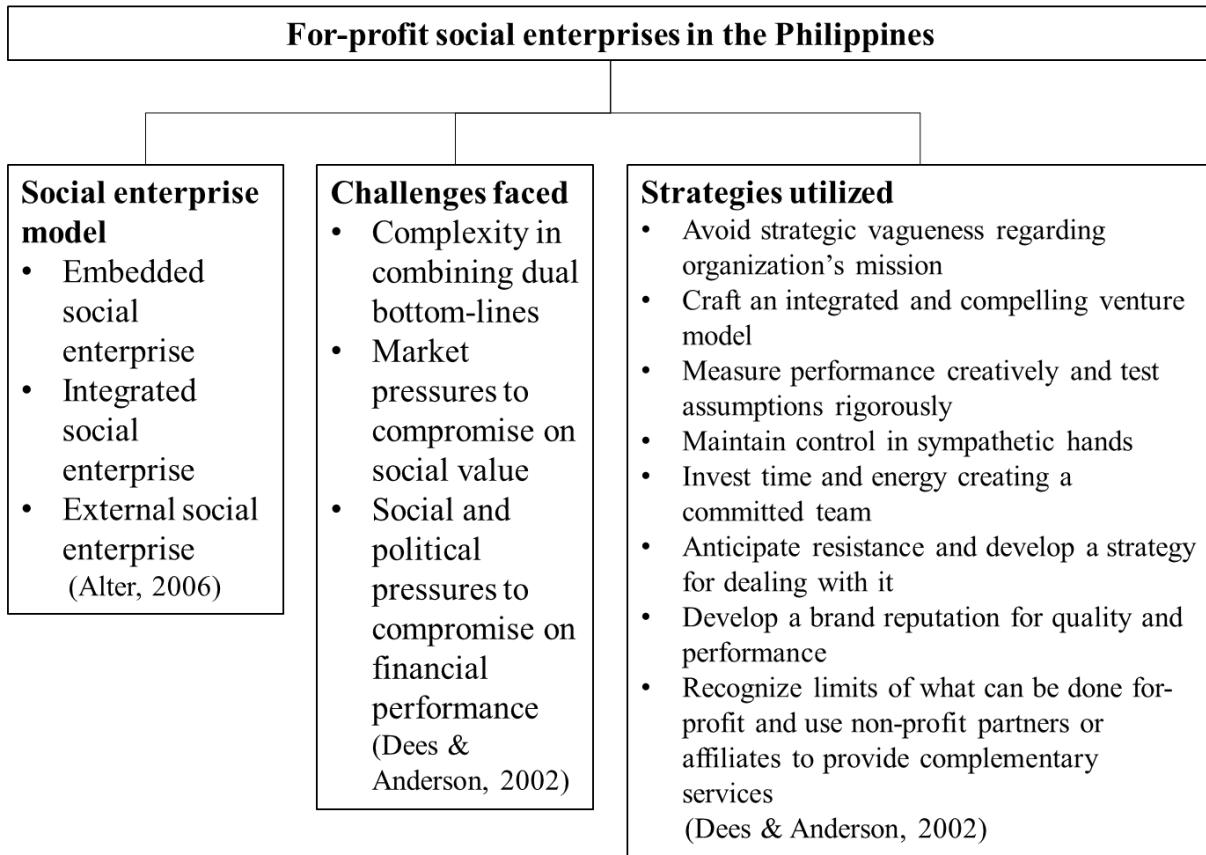 For-profit social enterprises in the Philippines
Social enterprise
model
• Embedded
social
enterprise
• Integrated
social
enterprise
• External social
enterprise
(Alter, 2006)
Challenges faced
• Complexity in
combining dual
bottom-lines
• Market
pressures to
compromise on
social value
• Social and
political
pressures to
compromise on
financial
performance
(Dees &
Anderson, 2002)
Strategies utilized
• Avoid strategic vagueness regarding
organization’s mission
• Craft an integrated and compelling venture
model
• Measure performance creatively and test
assumptions rigorously
• Maintain control in sympathetic hands
• Invest time and energy creating a
committed team
• Anticipate resistance and develop a strategy
for dealing with it
• Develop a brand reputation for quality and
performance
• Recognize limits of what can be done for-
profit and use non-profit partners or
affiliates to provide complementary
services
(Dees & Anderson, 2002)